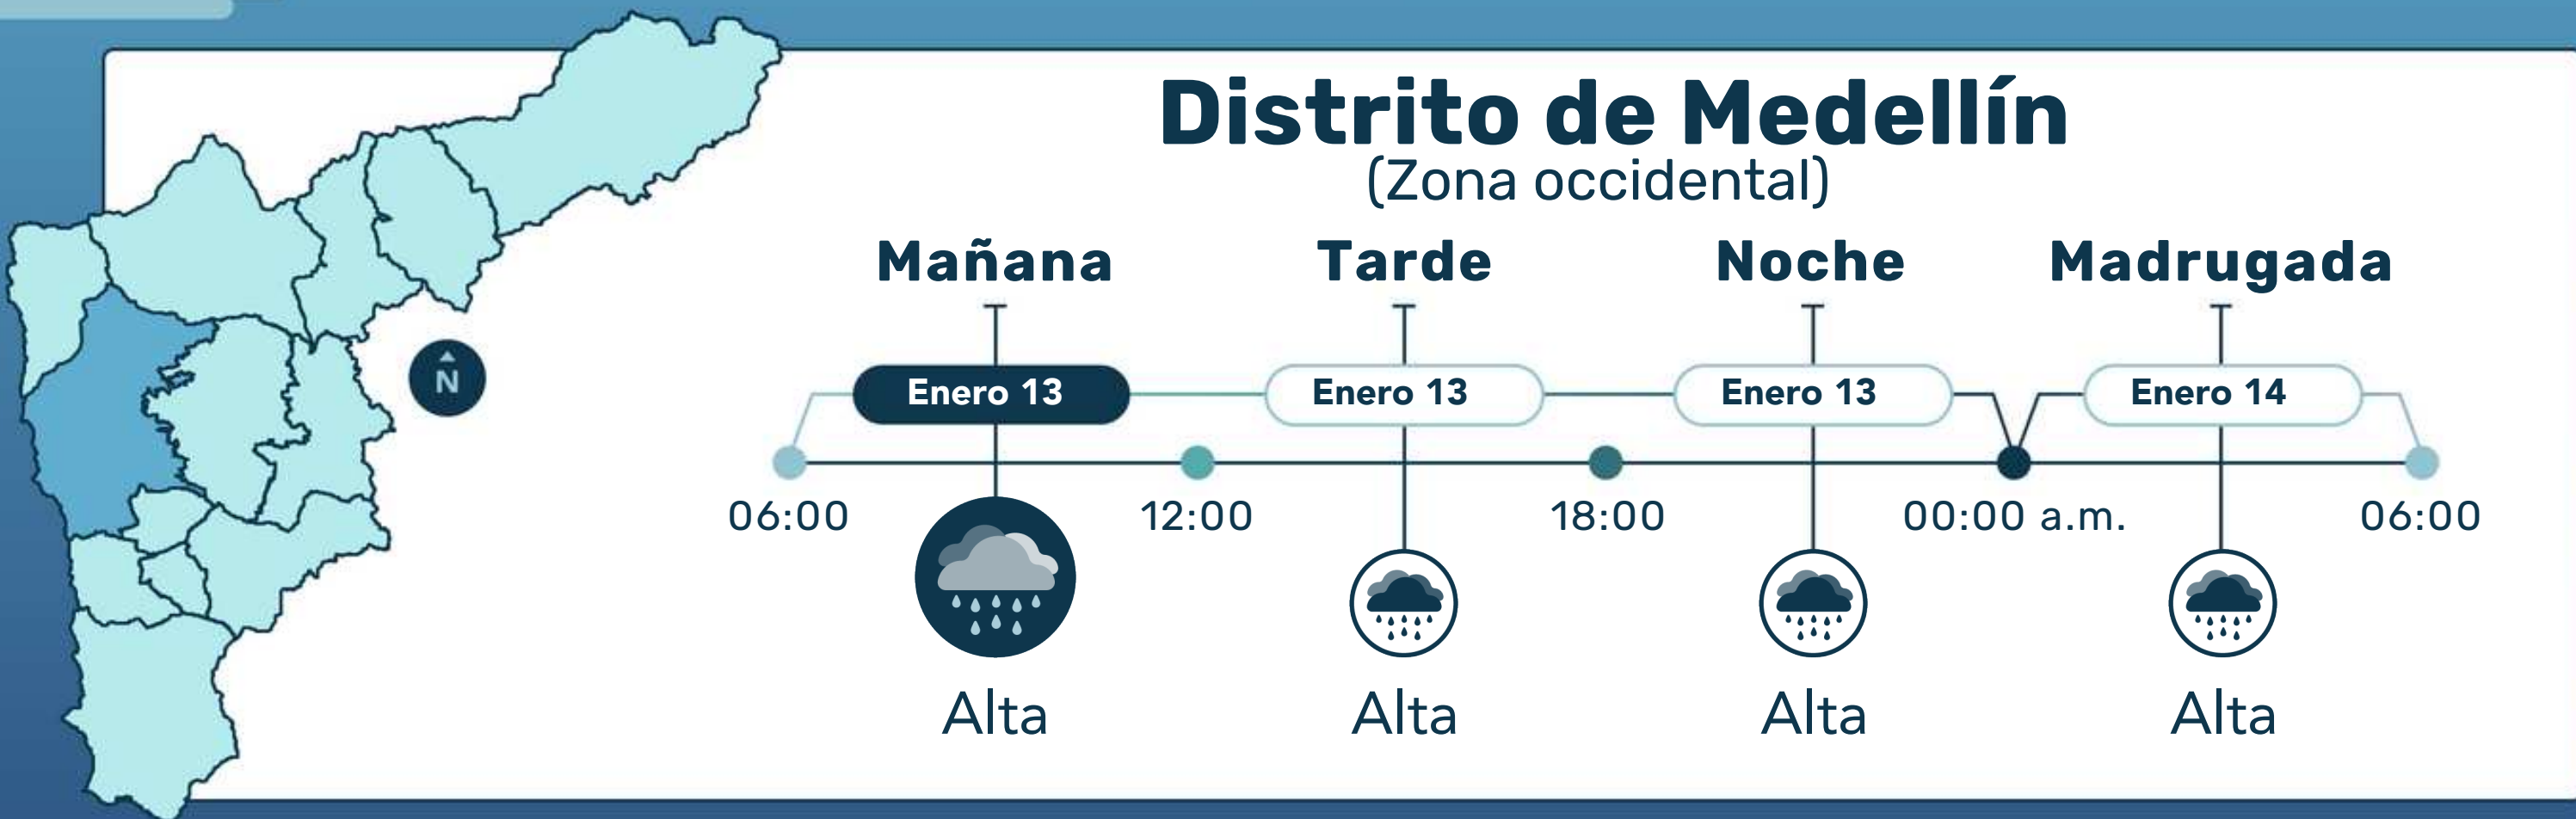 Distrito de Medellín
(Zona occidental)
Mañana Tarde Noche Madrugada
Enero 13 Enero 13 Enero 13 Enero 14
N
06:00 12:00 18:00 00:00 a.m. 06:00
Alta Alta Alta Alta